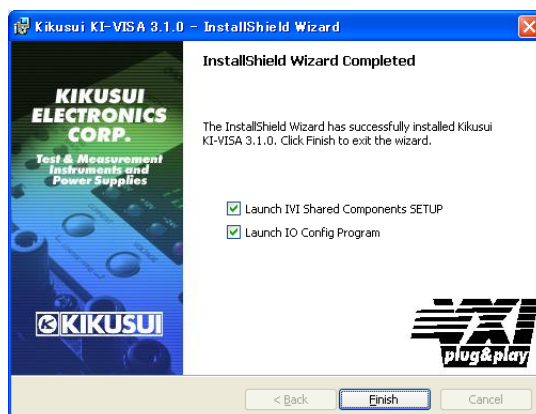 Kikusui KI-VISA 3.1.0 - InstallShield Wizard
InstallShield Wizard Completed
KIKUSUI
ELECTRONICS
CORP.
Test & Measurement
Instruments and
Power Supplies
The InstallShield Wizard has successfully installed Kikusui
KI-VISA 3.1.0. Click Finish to exit the wizard.
Launch IVI Shared Components SETUP
Launch IO Config Program
KIKUSUI
VXI
plug&play
< Back
Finish
Cancel